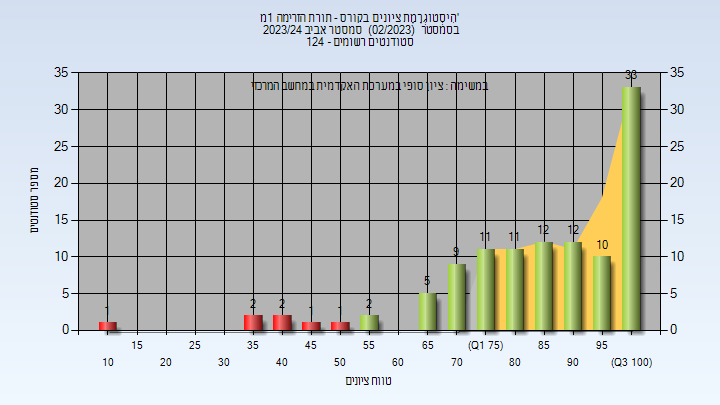 הִיסְטוֹגְרַמַת ציונים בקורס - תורת הזרימה 1מ'
בסמסטר (02/2023) סמסטר אביב 2023/24
סטודנטים רשומים - 124
במשימה : ציון סופי במערכת האקדמית במחשב המרכזי
35 35
33
30 30
25 25
20 20
15 15
12 12
11 11
10 10
10
9
5 5
5
2 2 2
1 1 1
0 0
מספר סטודנטים
15 25 35 45 55 65 (Q1 75) 85 95
10 20 30 40 50 60 70 80 90 (Q3 100)
טווח ציונים